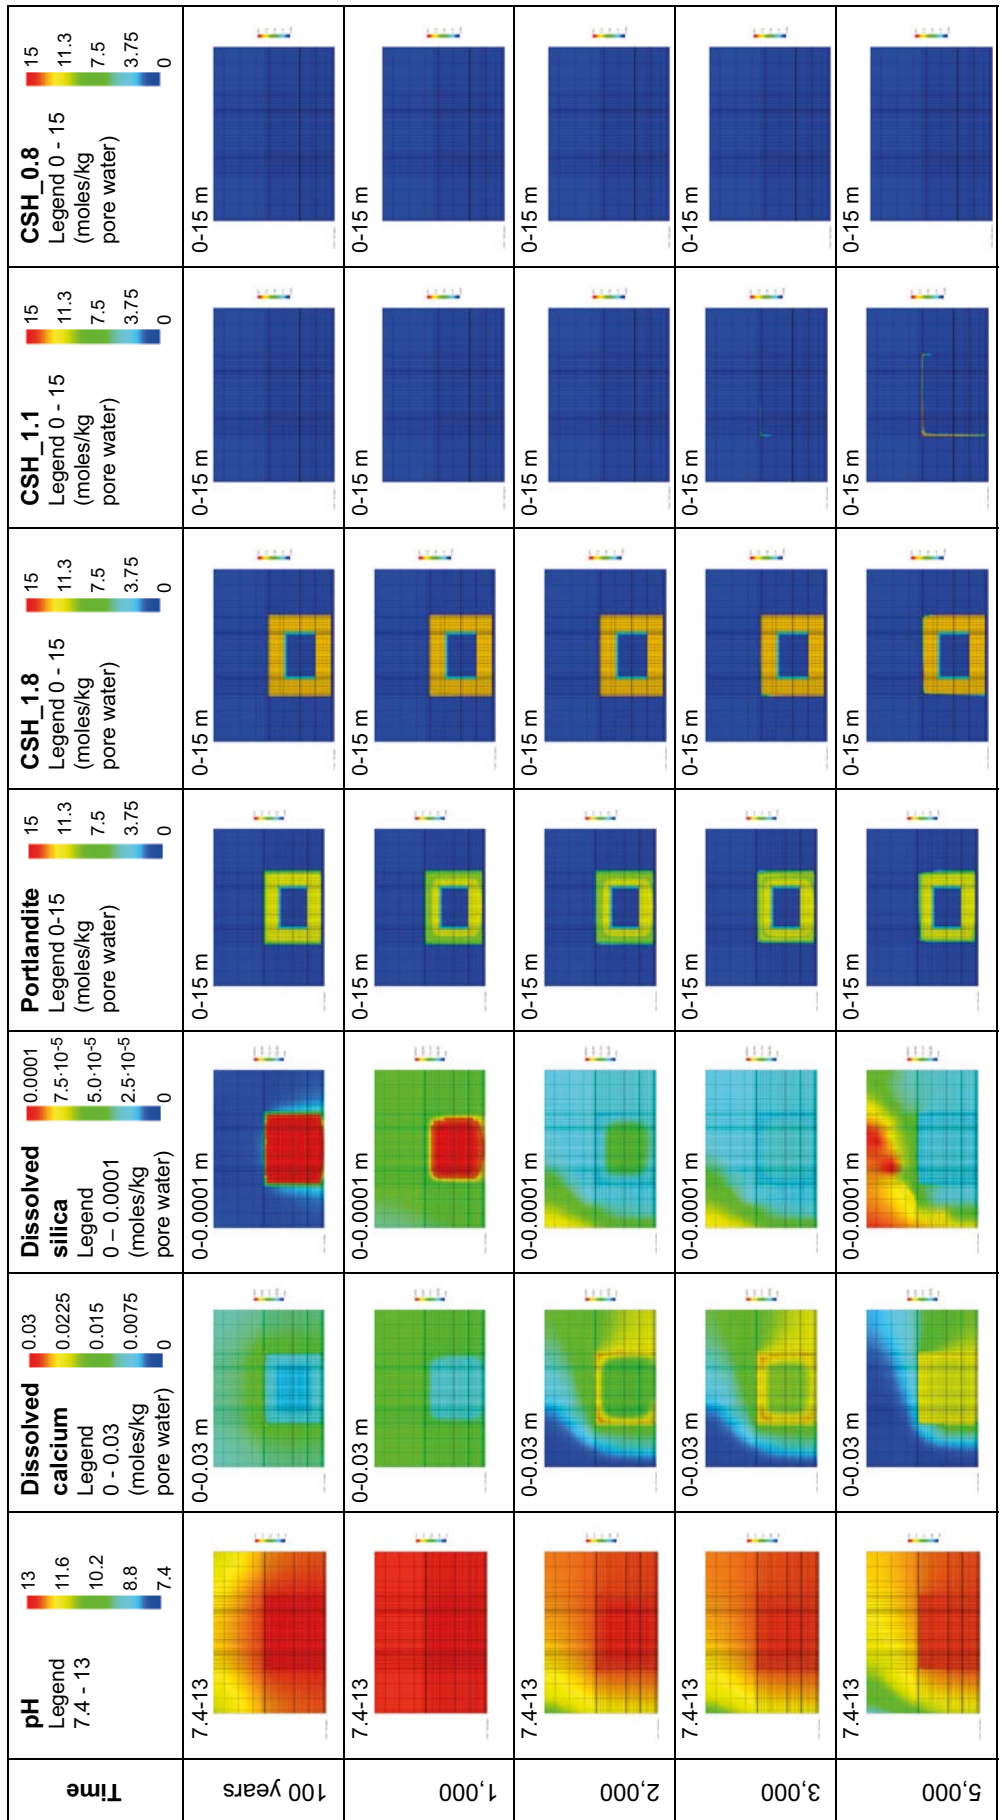 Time
pH
Legend
7.4 - 13
13
11.6
10.2
8.8
7.4
Dissolved
calcium
Legend
0 - 0.03
(moles/kg
pore water)
0.03
0.0225
0.015
0.0075
0
Dissolved
silica
Legend
0 – 0.0001
(moles/kg
pore water)
0.0001
7.5·10-5
5.0·10-5
2.5·10-5
0
Portlandite
Legend 0-15
(moles/kg
pore water)
15
11.3
7.5
3.75
0
CSH_1.8
Legend 0 - 15
(moles/kg
pore water)
15
11.3
7.5
3.75
0
CSH_1.1
Legend 0 - 15
(moles/kg
pore water)
15
11.3
7.5
3.75
0
CSH_0.8
Legend 0 - 15
(moles/kg
pore water)
15
11.3
7.5
3.75
0
100 years
7.4-13
0-0.03 m
0-0.0001 m
0-15 m
0-15 m
0-15 m
0-15 m
1,000
7.4-13
0-0.03 m
0-0.0001 m
0-15 m
0-15 m
0-15 m
0-15 m
2,000
7.4-13
0-0.03 m
0-0.0001 m
0-15 m
0-15 m
0-15 m
0-15 m
3,000
7.4-13
0-0.03 m
0-0.0001 m
0-15 m
0-15 m
0-15 m
0-15 m
5,000
7.4-13
0-0.03 m
0-0.0001 m
0-15 m
0-15 m
0-15 m
0-15 m